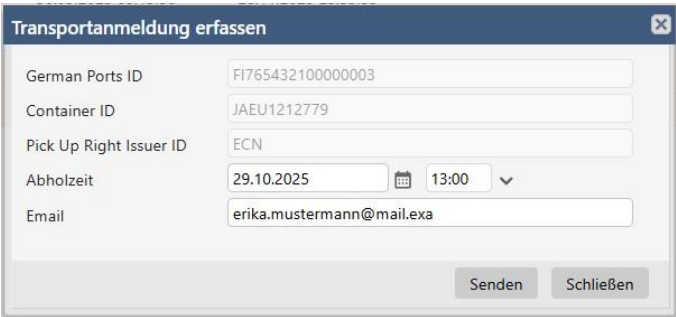 Transportanmeldung erfassen
German Ports ID FI765432100000003
Container ID JAEU1212779
Pick Up Right Issuer ID ECN
Abholzeit 29.10.2025 13:00
Email erika.mustermann@mail.exa
Senden Schließen